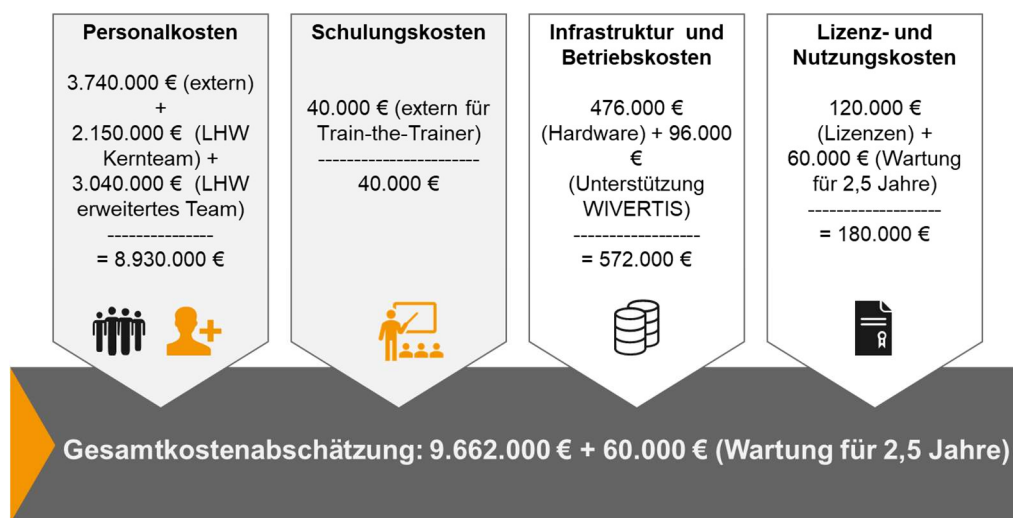 Personalkosten
3.740.000 € (extern)
+
2.150.000 € (LHW
Kernteam) +
3.040.000 € (LHW
erweitertes Team)
---------------
= 8.930.000 €
Schulungskosten
40.000 € (extern für
Train-the-Trainer)
-----------------------
40.000 €
Infrastruktur und
Betriebskosten
476.000 €
(Hardware) + 96.000
€
(Unterstützung
WIVERTIS)
------------------
= 572.000 €
Lizenz- und
Nutzungskosten
120.000 €
(Lizenzen) +
60.000 € (Wartung
für 2,5 Jahre)
-------------------
= 180.000 €
Gesamtkostenabschätzung: 9.662.000 € + 60.000 € (Wartung für 2,5 Jahre)